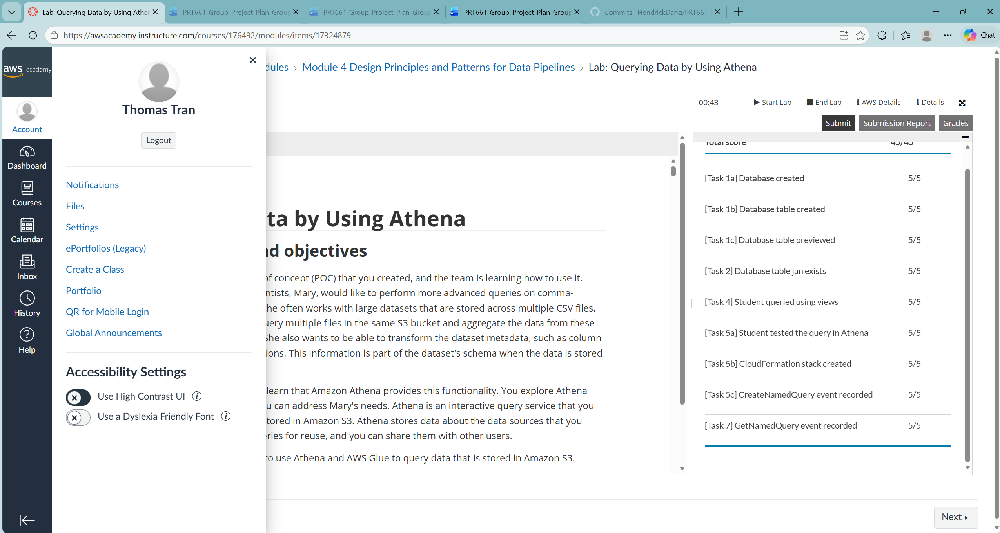 Lab: Querying Data by Using Ather
PRT661_Group_Project_Plan_Group
PRT661_Group_Project_Plan_Group
PRT661_Group_Project_Plan_Group
Commits · HendrickDang/PRT661-
https://awsacademy.instructure.com/courses/176492/modules/items/17324879
Chat
aws academy
Account
Dashboard
Courses
Calendar
Inbox
History
Help
Thomas Tran
Logout
Notifications
Files
Settings
ePortfolios (Legacy)
Create a Class
Portfolio
QR for Mobile Login
Global Announcements
Accessibility Settings
Use High Contrast UI
Use a Dyslexia Friendly Font
dules > Module 4 Design Principles and Patterns for Data Pipelines > Lab: Querying Data by Using Athena
00:43 Start Lab End Lab AWS Details Details
Submit Submission Report Grades
ta by Using Athena
nd objectives
of concept (POC) that you created, and the team is learning how to use it.
ntists, Mary, would like to perform more advanced queries on comma-
She often works with large datasets that are stored across multiple CSV files.
uery multiple files in the same S3 bucket and aggregate the data from these
She also wants to be able to transform the dataset metadata, such as column
ions. This information is part of the dataset's schema when the data is stored
learn that Amazon Athena provides this functionality. You explore Athena
u can address Mary's needs. Athena is an interactive query service that you
stored in Amazon S3. Athena stores data about the data sources that you
eries for reuse, and you can share them with other users.
to use Athena and AWS Glue to query data that is stored in Amazon S3.
Total score 45/45
[Task 1a] Database created 5/5
[Task 1b] Database table created 5/5
[Task 1c] Database table previewed 5/5
[Task 2] Database table jan exists 5/5
[Task 4] Student queried using views 5/5
[Task 5a] Student tested the query in Athena 5/5
[Task 5b] CloudFormation stack created 5/5
[Task 5c] CreateNamedQuery event recorded 5/5
[Task 7] GetNamedQuery event recorded 5/5
Next